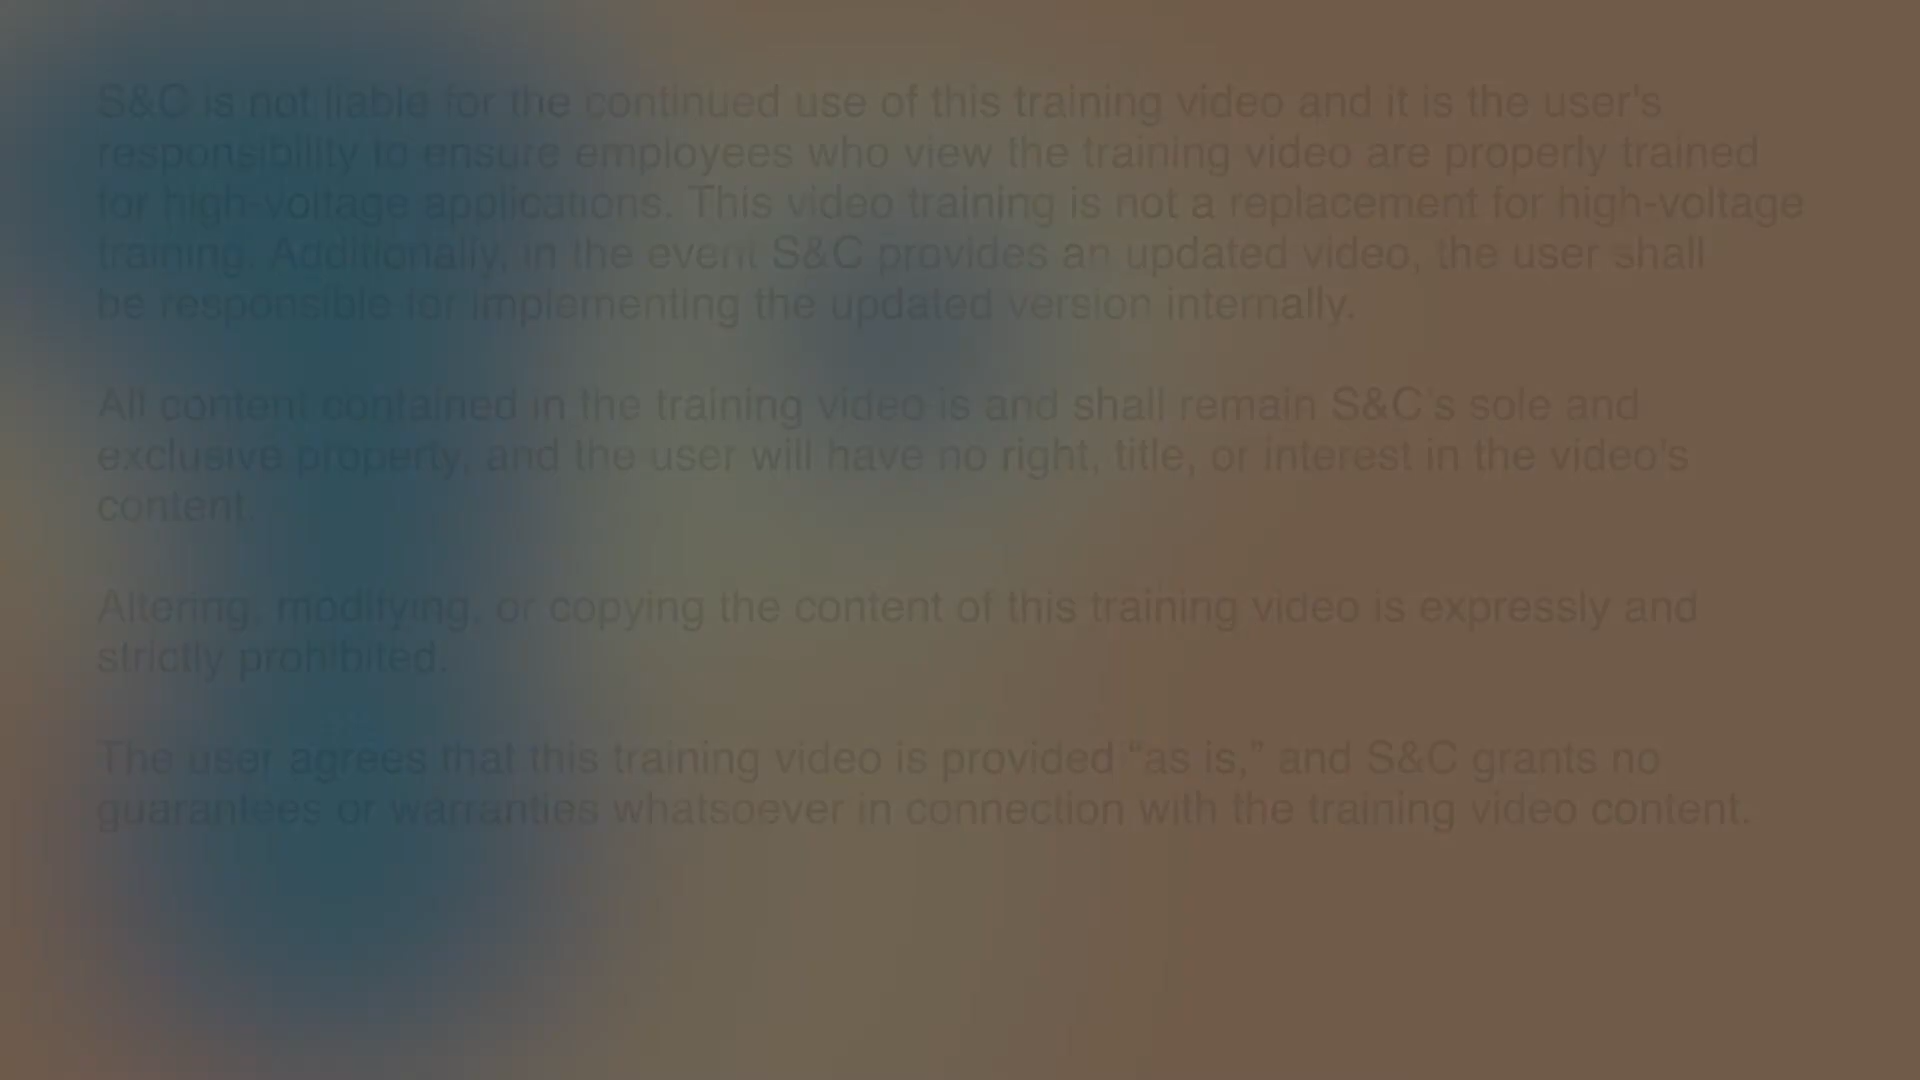 S&C is not liable for the continued use of this training video and it is the user's
responsibility to ensure employees who view the training video are properly trained
for high-voltage applications. This video training is not a replacement for high-voltage
training. Additionally, in the event S&C provides an updated video, the user shall
be responsible for implementing the updated version internally.
All content contained in the training video is and shall remain S&C's sole and
exclusive property, and the user will have no right, title, or interest in the video's
content.
Altering, modifying, or copying the content of this training video is expressly and
strictly prohibited.
The user agrees that this training video is provided “as is,” and S&C grants no
guarantees or warranties whatsoever in connection with the training video content.